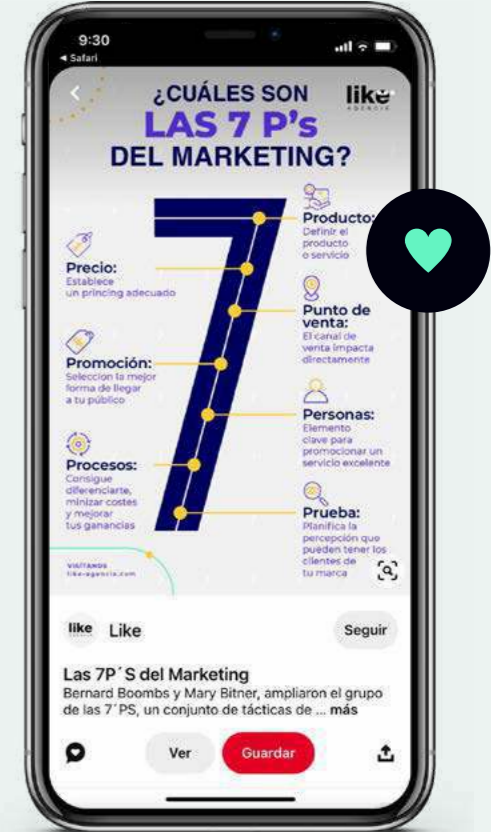 9:30
Safari
¿CUÁLES SON
LAS 7 P's
DEL MARKETING?
like
AGENCIA
Producto:
Definir el
producto
o servicio
Precio:
Establece
un princing adecuado
Punto de
venta:
El canal de
venta impacta
directamente
Promoción:
Seleccion la mejor
forma de llegar
a tu público
Personas:
Elemento
clave para
promocionar un
servicio excelente
Procesos:
Consigue
diferenciarte,
minizar costes
y mejorar
tus ganancias
Prueba:
Planifica la
percepción que
pueden tener los
clientes de
tu marca
7
VISÍTANOS
like-agencia.com
like
Like
Seguir
Las 7P´S del Marketing
Bernard Boombs y Mary Bitner, ampliaron el grupo
de las 7´PS, un conjunto de tácticas de ... más
Ver
Guardar